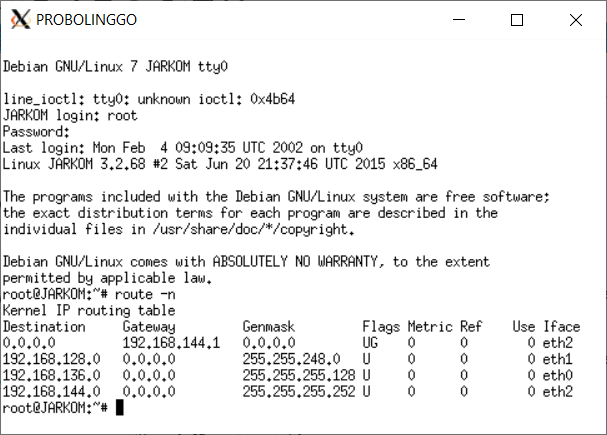 PROBOLINGGO
Debian GNU/Linux 7 JARKOM tty0
line_ioctl: tty0: unknown ioctl: 0x4b64
JARKOM login: root
Password:
Last login: Mon Feb  4 09:09:35 UTC 2002 on tty0
Linux JARKOM 3.2.68 #2 Sat Jun 20 21:37:46 UTC 2015 x86_64
The programs included with the Debian GNU/Linux system are free software;
the exact distribution terms for each program are described in the
individual files in /usr/share/doc/*/copyright.
Debian GNU/Linux comes with ABSOLUTELY NO WARRANTY, to the extent
permitted by applicable law.
root@JARKOM:~# route -n
Kernel IP routing table
Destination     Gateway         Genmask         Flags Metric Ref    Use Iface
0.0.0.0         192.168.144.1   0.0.0.0         UG    0      0        0 eth2
192.168.128.0   0.0.0.0         255.255.248.0   U     0      0        0 eth1
192.168.136.0   0.0.0.0         255.255.255.128 U     0      0        0 eth0
192.168.144.0   0.0.0.0         255.255.255.252 U     0      0        0 eth2
root@JARKOM:~#